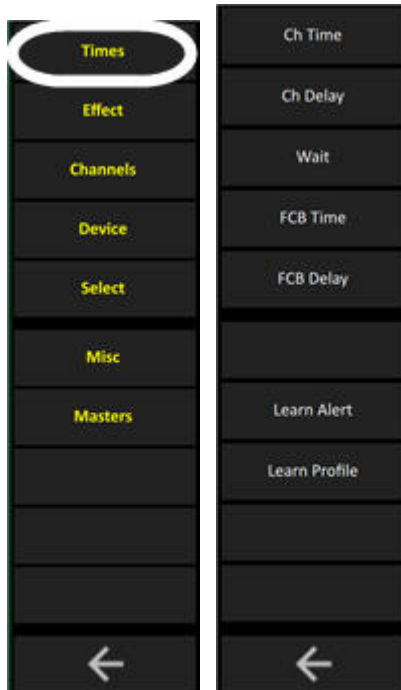 Times
Effect
Channels
Device
Select
Misc
Masters
Ch Time
Ch Delay
Wait
FCB Time
FCB Delay
Learn Alert
Learn Profile